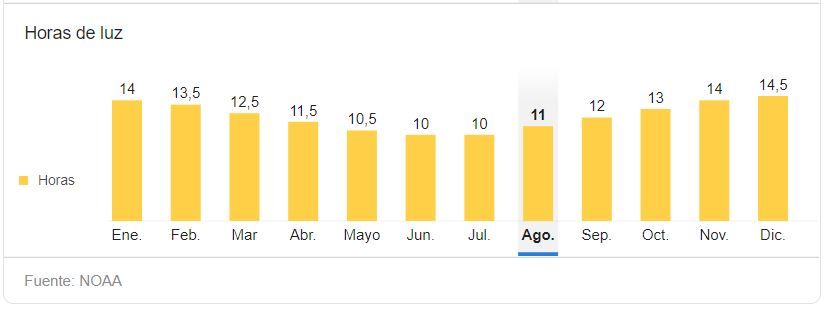 Horas de luz
14 13,5 12,5 11,5 10,5 10 10 11 12 13 14 14,5
Horas
Ene. Feb. Mar Abr. Mayo Jun. Jul. Ago. Sep. Oct. Nov. Dic.
Fuente: NOAA